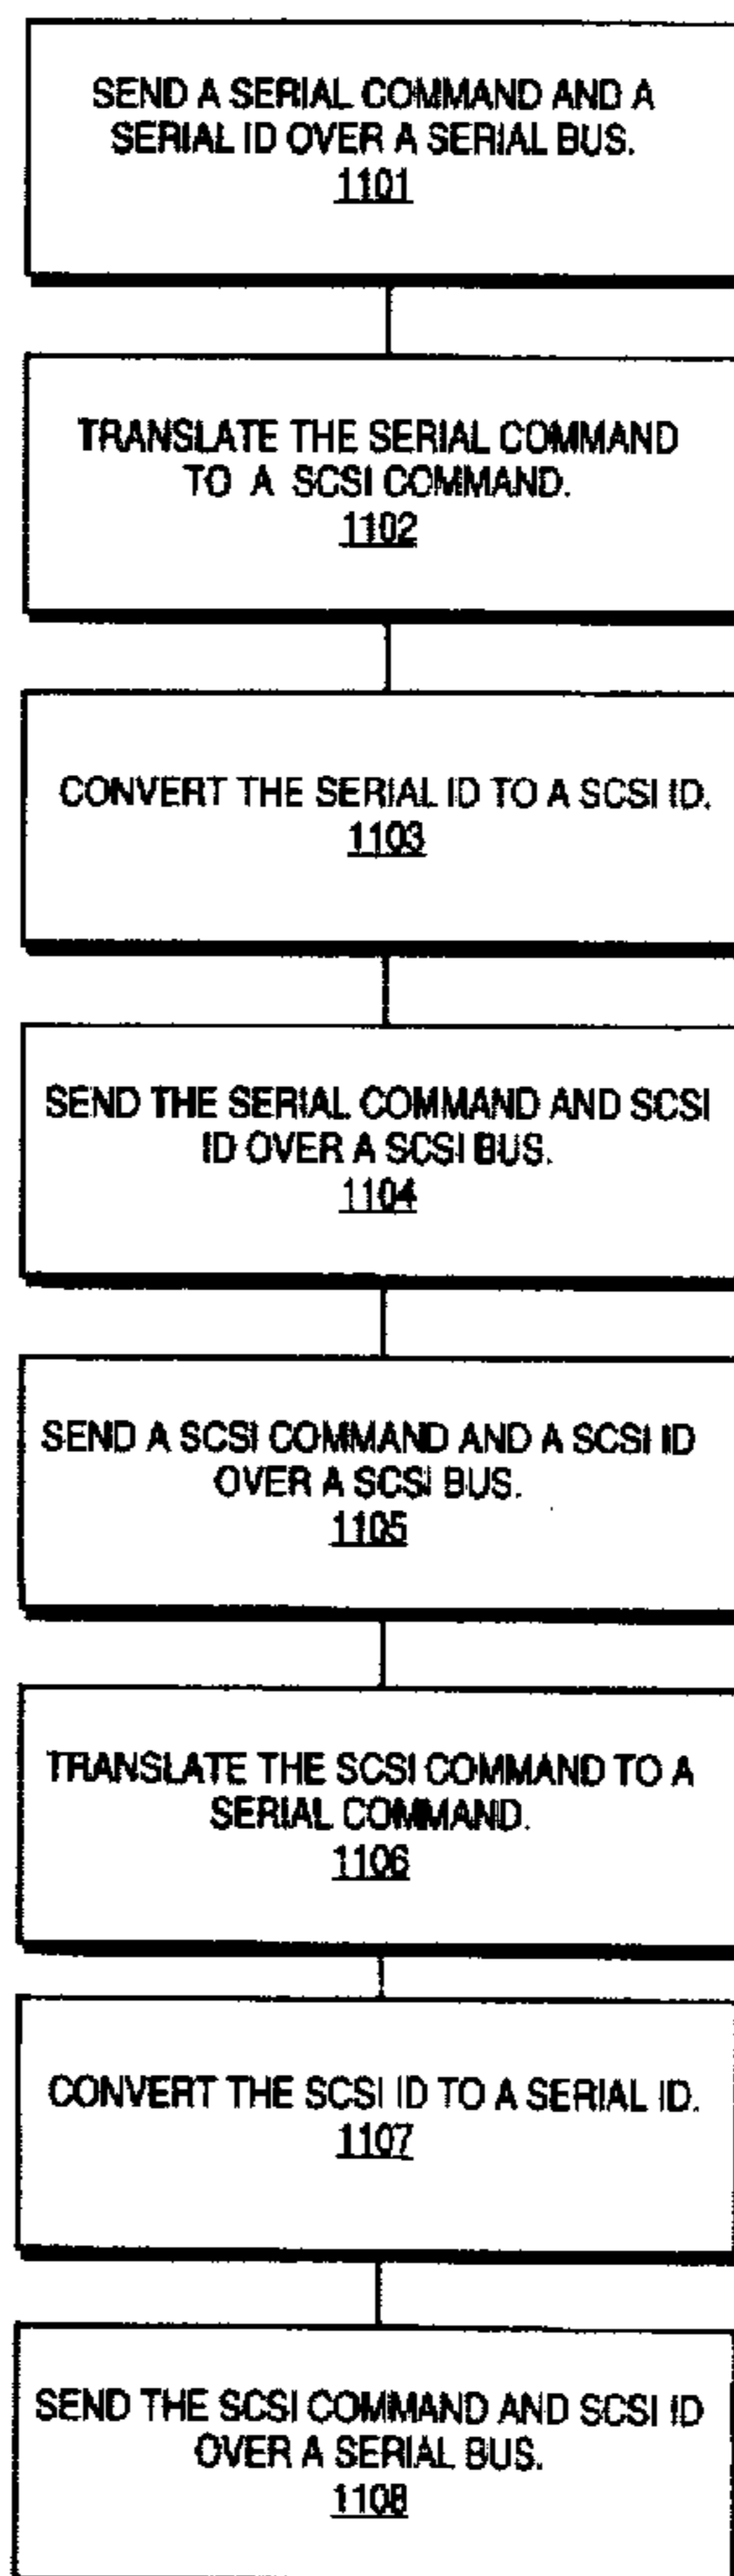 SEND A SERIAL COMMAND AND A
SERIAL ID OVER A SERIAL BUS.
1101
TRANSLATE THE SERIAL COMMAND
TO A SCSI COMMAND.
1102
CONVERT THE SERIAL ID TO A SCSI ID.
1103
SEND THE SERIAL COMMAND AND SCSI
ID OVER A SCSI BUS.
1104
SEND A SCSI COMMAND AND A SCSI ID
OVER A SCSI BUS.
1105
TRANSLATE THE SCSI COMMAND TO A
SERIAL COMMAND.
1106
CONVERT THE SCSI ID TO A SERIAL ID.
1107
SEND THE SCSI COMMAND AND SCSI ID
OVER A SERIAL BUS.
1108